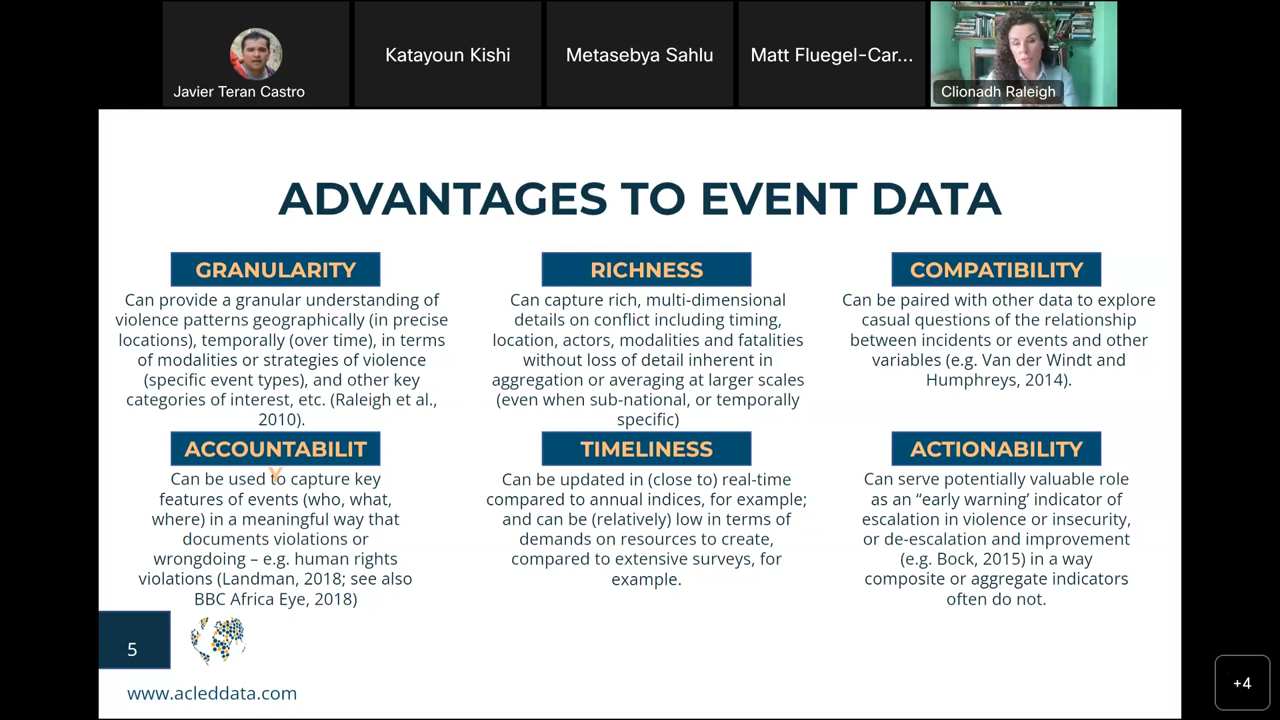 Javier Teran Castro
Katayoun Kishi
Metasebya Sahlu
Matt Fluegel-Car...
Clionadh Raleigh
ADVANTAGES TO EVENT DATA
GRANULARITY
Can provide a granular understanding of
violence patterns geographically (in precise
locations), temporally (over time), in terms
of modalities or strategies of violence
(specific event types), and other key
categories of interest, etc. (Raleigh et al.,
2010).
RICHNESS
Can capture rich, multi-dimensional
details on conflict including timing,
location, actors, modalities and fatalities
without loss of detail inherent in
aggregation or averaging at larger scales
(even when sub-national, or temporally
specific)
COMPATIBILITY
Can be paired with other data to explore
casual questions of the relationship
between incidents or events and other
variables (e.g. Van der Windt and
Humphreys, 2014).
ACCOUNTABILIT
Y
Can be used to capture key
features of events (who, what,
where) in a meaningful way that
documents violations or
wrongdoing – e.g. human rights
violations (Landman, 2018; see also
BBC Africa Eye, 2018)
TIMELINESS
Can be updated in (close to) real-time
compared to annual indices, for example;
and can be (relatively) low in terms of
demands on resources to create,
compared to extensive surveys, for
example.
ACTIONABILITY
Can serve potentially valuable role
as an “early warning’ indicator of
escalation in violence or insecurity,
or de-escalation and improvement
(e.g. Bock, 2015) in a way
composite or aggregate indicators
often do not.
5
www.acleddata.com
+4